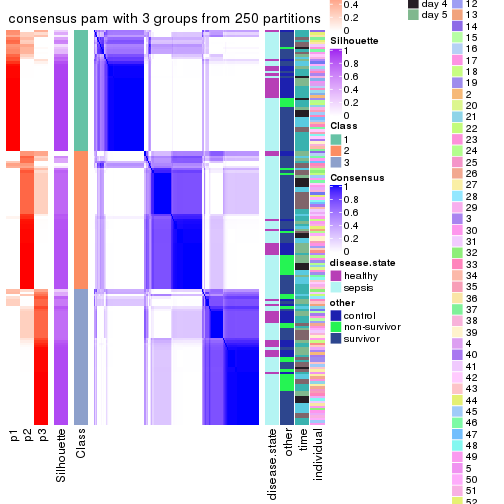 consensus pam with 3 groups from 250 partitions
0.4
0.2
0
Silhouette
1
0.8
0.6
0.4
0.2
0
Class
1
2
3
Consensus
1
0.8
0.6
0.4
0.2
0
disease.state
healthy
sepsis
other
control
non-survivor
survivor
day 4
day 5
12
13
14
15
16
17
18
19
2
20
21
22
23
24
25
26
27
28
29
3
30
31
32
33
34
35
36
37
38
39
4
40
41
42
43
44
45
46
47
48
49
5
50
51
52
p1
p2
p3
Silhouette
Class
disease.state
other
time
individual